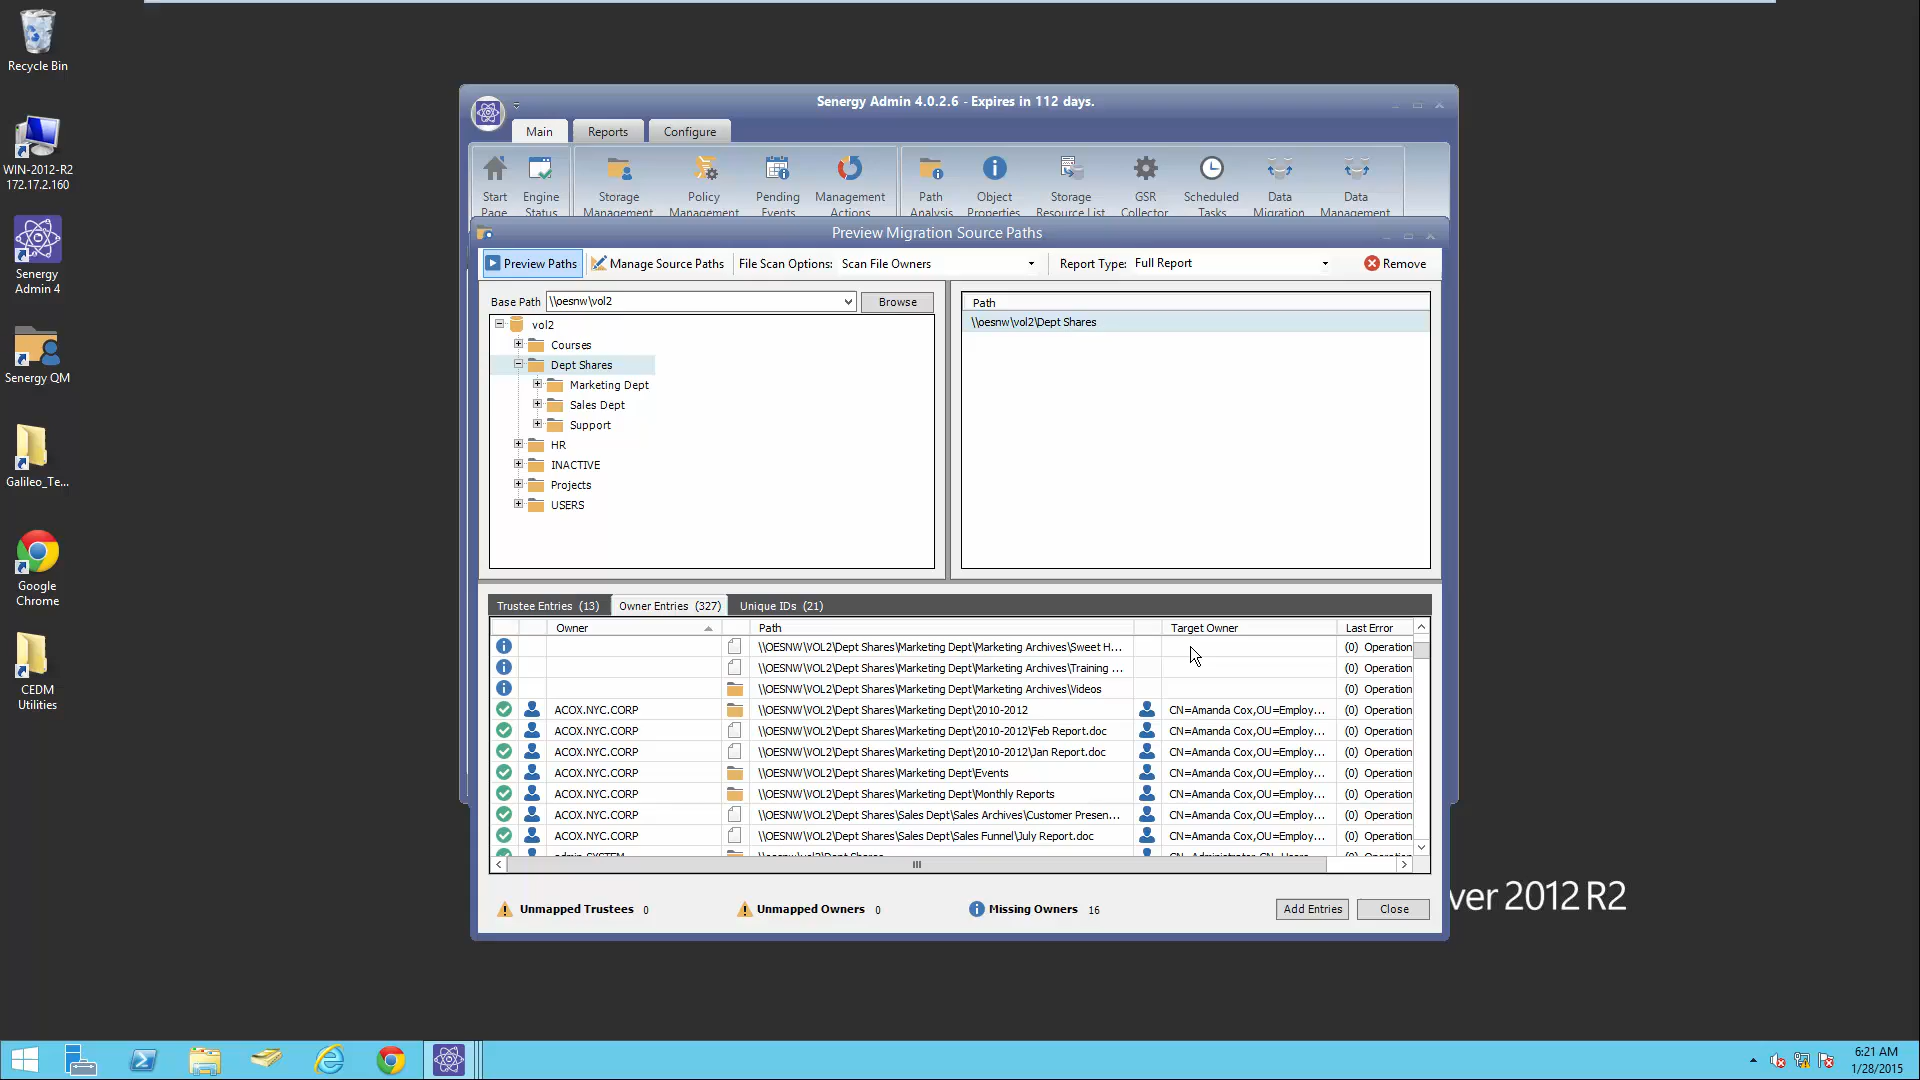 Recycle Bin
WIN-2012-R2
172.17.2.160
Senergy
Admin 4
Senergy QM
Galileo_Te...
Google
Chrome
CEDM
Utilities
Senergy Admin 4.0.2.6 - Expires in 112 days.
Main Reports Configure
Start Page
Engine Status
Storage Management
Policy Management
Pending Events
Management Actions
Path Analysis
Object Properties
Storage Resource List
GSR Collector
Scheduled Tasks
Data Migration
Data Management
Preview Migration Source Paths
Preview Paths Manage Source Paths File Scan Options: Scan File Owners Report Type: Full Report Remove
Base Path \\oesnw\vol2 Browse
vol2
Courses
Dept Shares
Marketing Dept
Sales Dept
Support
HR
INACTIVE
Projects
USERS
Path
\\oesnw\vol2\Dept Shares
Trustee Entries (13) Owner Entries (327) Unique IDs (21)
Owner Path Target Owner Last Error
\\OESNW\VOL2\Dept Shares\Marketing Dept\Marketing Archives\Sweet H... (0) Operation
\\OESNW\VOL2\Dept Shares\Marketing Dept\Marketing Archives\Training ... (0) Operation
\\OESNW\VOL2\Dept Shares\Marketing Dept\Marketing Archives\Videos (0) Operation
ACOX.NYC.CORP \\OESNW\VOL2\Dept Shares\Marketing Dept\2010-2012 CN=Amanda Cox,OU=Employ... (0) Operation
ACOX.NYC.CORP \\OESNW\VOL2\Dept Shares\Marketing Dept\2010-2012\Feb Report.doc CN=Amanda Cox,OU=Employ... (0) Operation
ACOX.NYC.CORP \\OESNW\VOL2\Dept Shares\Marketing Dept\2010-2012\Jan Report.doc CN=Amanda Cox,OU=Employ... (0) Operation
ACOX.NYC.CORP \\OESNW\VOL2\Dept Shares\Marketing Dept\Events CN=Amanda Cox,OU=Employ... (0) Operation
ACOX.NYC.CORP \\OESNW\VOL2\Dept Shares\Marketing Dept\Monthly Reports CN=Amanda Cox,OU=Employ... (0) Operation
ACOX.NYC.CORP \\OESNW\VOL2\Dept Shares\Sales Dept\Sales Archives\Customer Presen... CN=Amanda Cox,OU=Employ... (0) Operation
ACOX.NYC.CORP \\OESNW\VOL2\Dept Shares\Sales Dept\Sales Funnel\July Report.doc CN=Amanda Cox,OU=Employ... (0) Operation
admin.SYSTEM \\oesnw\vol2\Dept Shares CN=Administrator,CN=Users... (0) Operation
Unmapped Trustees 0 Unmapped Owners 0 Missing Owners 16 Add Entries Close
ver 2012 R2
6:21 AM
1/28/2015